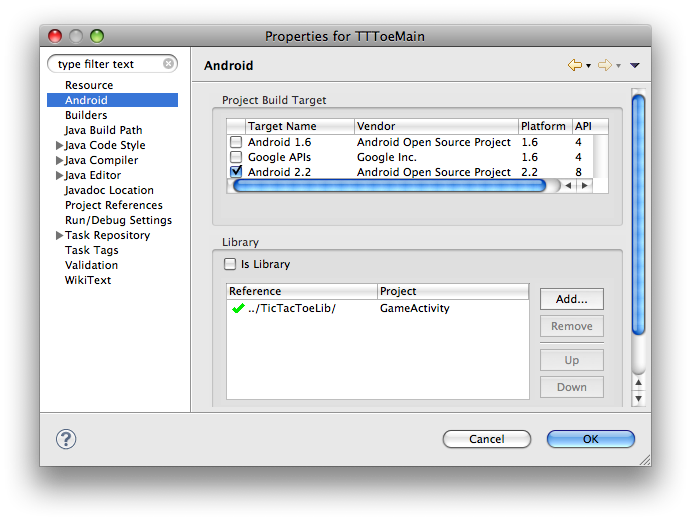 Properties for TTToeMain
type filter text
Resource
Android
Builders
Java Build Path
Java Code Style
Java Compiler
Java Editor
Javadoc Location
Project References
Run/Debug Settings
Task Repository
Task Tags
Validation
WikiText
Android
Project Build Target
Target Name Vendor Platform API
Android 1.6 Android Open Source Project 1.6 4
Google APIs Google Inc. 1.6 4
Android 2.2 Android Open Source Project 2.2 8
Library
Is Library
Reference Project
../TicTacToeLib/ GameActivity
Add...
Remove
Up
Down
?
Cancel
OK